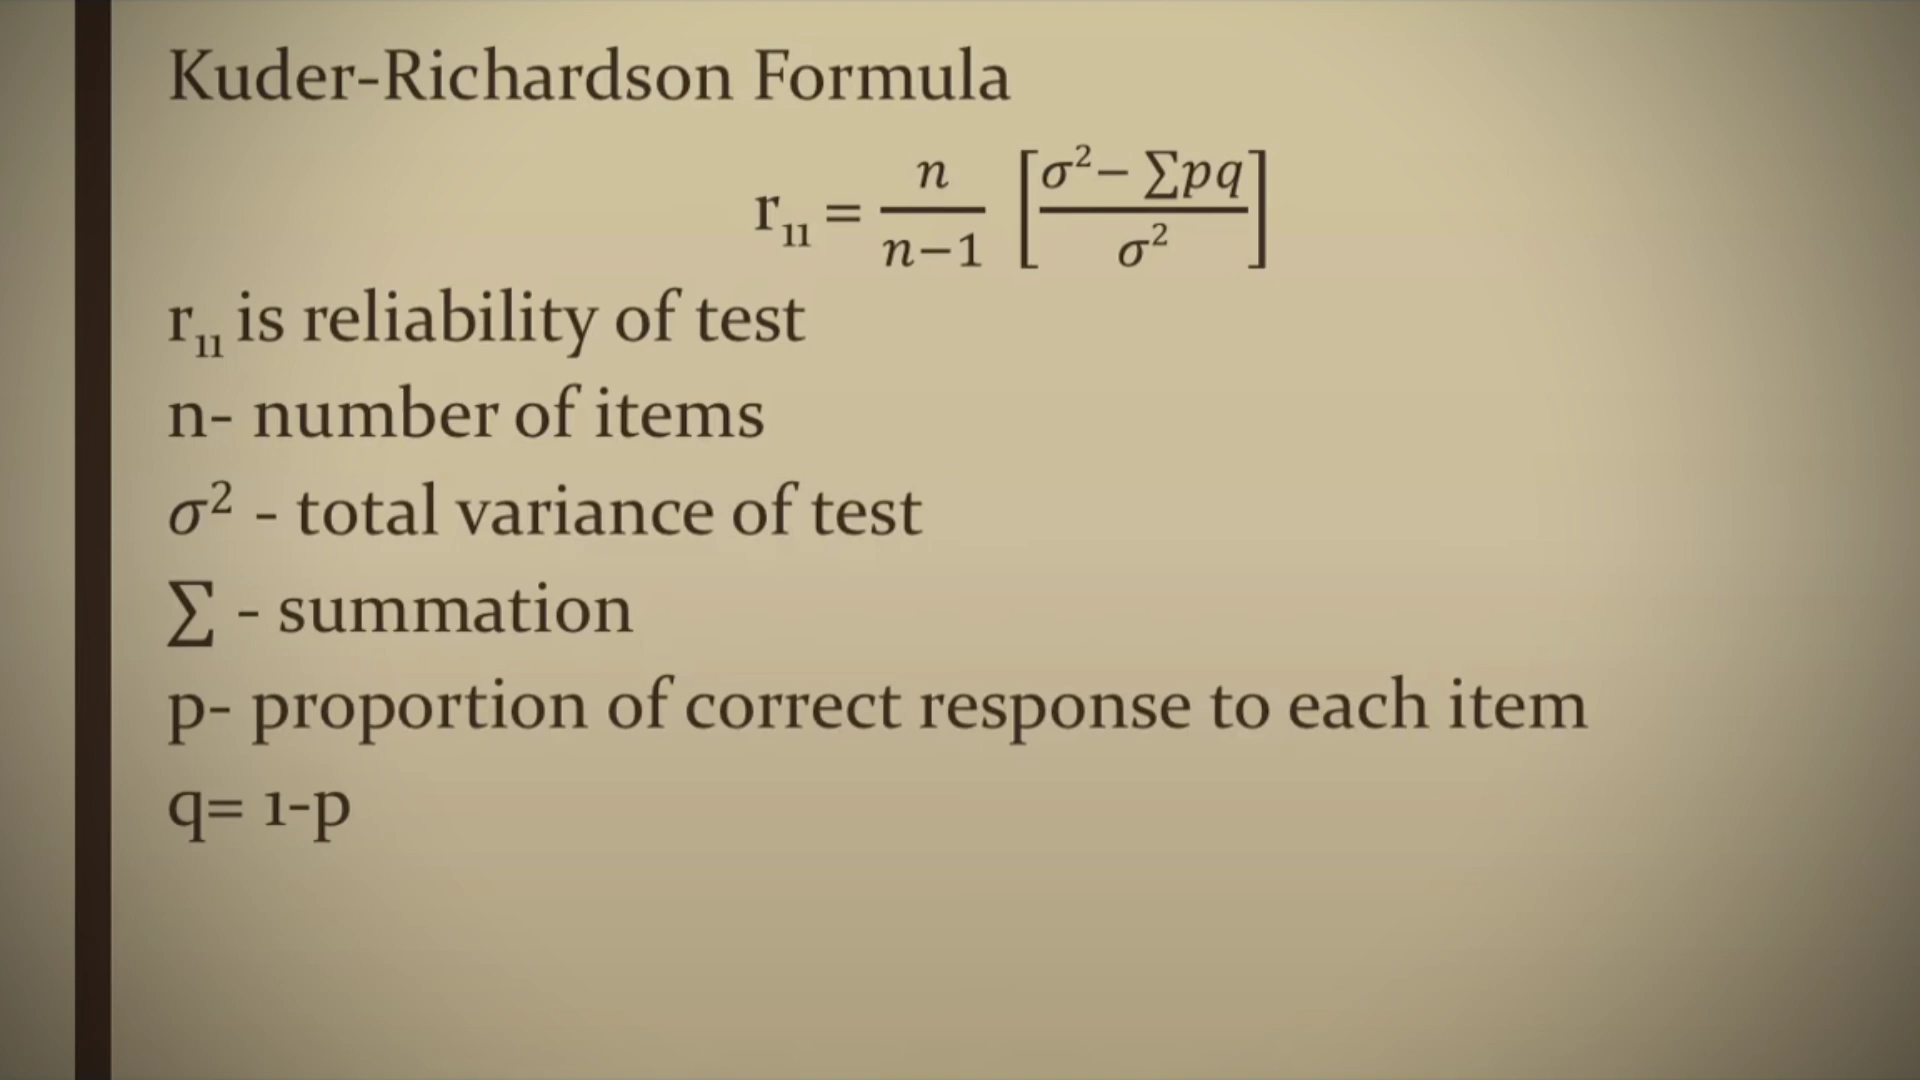 Kuder-Richardson Formula
r₁₁ = n/(n−1) [(σ² − ∑pq)/σ²]
r₁₁ is reliability of test
n- number of items
σ² - total variance of test
∑ - summation
p- proportion of correct response to each item
q= 1-p